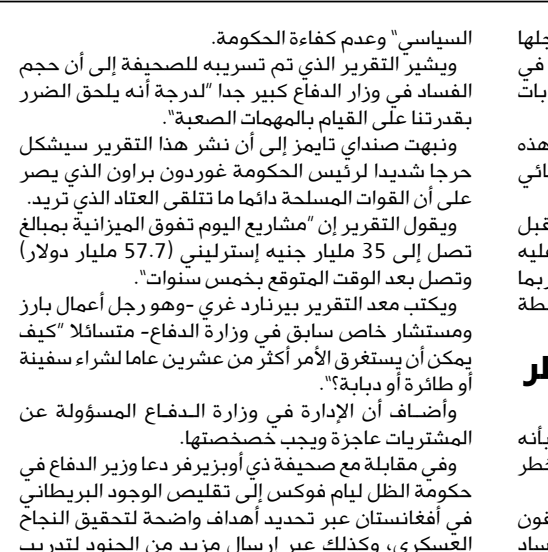 السياسي" وعدم كفاءة الحكومة.
ويشير التقرير الذي تم تسريبه للصحيفة إلى أن حجم
الفساد في وزار الدفاع كبير جدا "لدرجة أنه يلحق الضرر
بقدرتنا على القيام بالمهمات الصعبة".
ونبهت صنداي تايمز إلى أن نشر هذا التقرير سيشكل
حرجا شديدا لرئيس الحكومة غوردون براون الذي يصر
على أن القوات المسلحة دائما ما تتلقى العتاد الذي تريد.
ويقول التقرير إن "مشاريع اليوم تفوق الميزانية بمبالغ
تصل إلى 35 مليار جنيه إسترليني (57.7 مليار دولار)
وتصل بعد الوقت المتوقع بخمس سنوات".
ويكتب معد التقرير بيرنارد غري -وهو رجل أعمال بارز
ومستشار خاص سابق في وزارة الدفاع- متسائلا "كيف
يمكن أن يستغرق الأمر أكثر من عشرين عاما لشراء سفينة
أو طائرة أو دبابة؟".
وأضاف أن الإدارة في وزارة الدفاع المسؤولة عن
المشتريات عاجزة ويجب خصخصتها.
وفي مقابلة مع صحيفة ذي أوبزيرفر دعا وزير الدفاع في
حكومة الظل ليام فوكس إلى تقليص الوجود البريطاني
في أفغانستان عبر تحديد أهداف واضحة لتحقيق النجاح
العسكري، وكذلك عبر إرسال مزيد من الجنود لتدريب
في
هذه